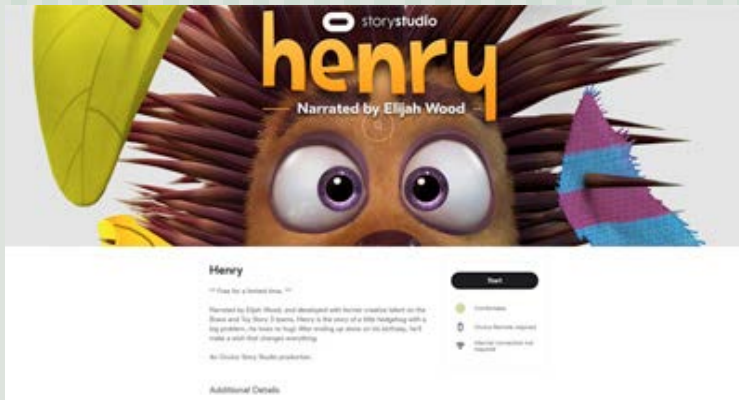 storystudio
henry
Narrated by Elijah Wood
Henry
** Free for a limited time. **
Start
Narrated by Elijah Wood, and developed with former creative talent on the
Brave and Toy Story 3 teams, Henry is the story of a little hedgehog with a
big problem, he loves to hug! After ending up alone on his birthday, he'll
make a wish that changes everything.
Comfortable
Oculus Remote required
Internet connection not
required
An Oculus Story Studio production.
Additional Details